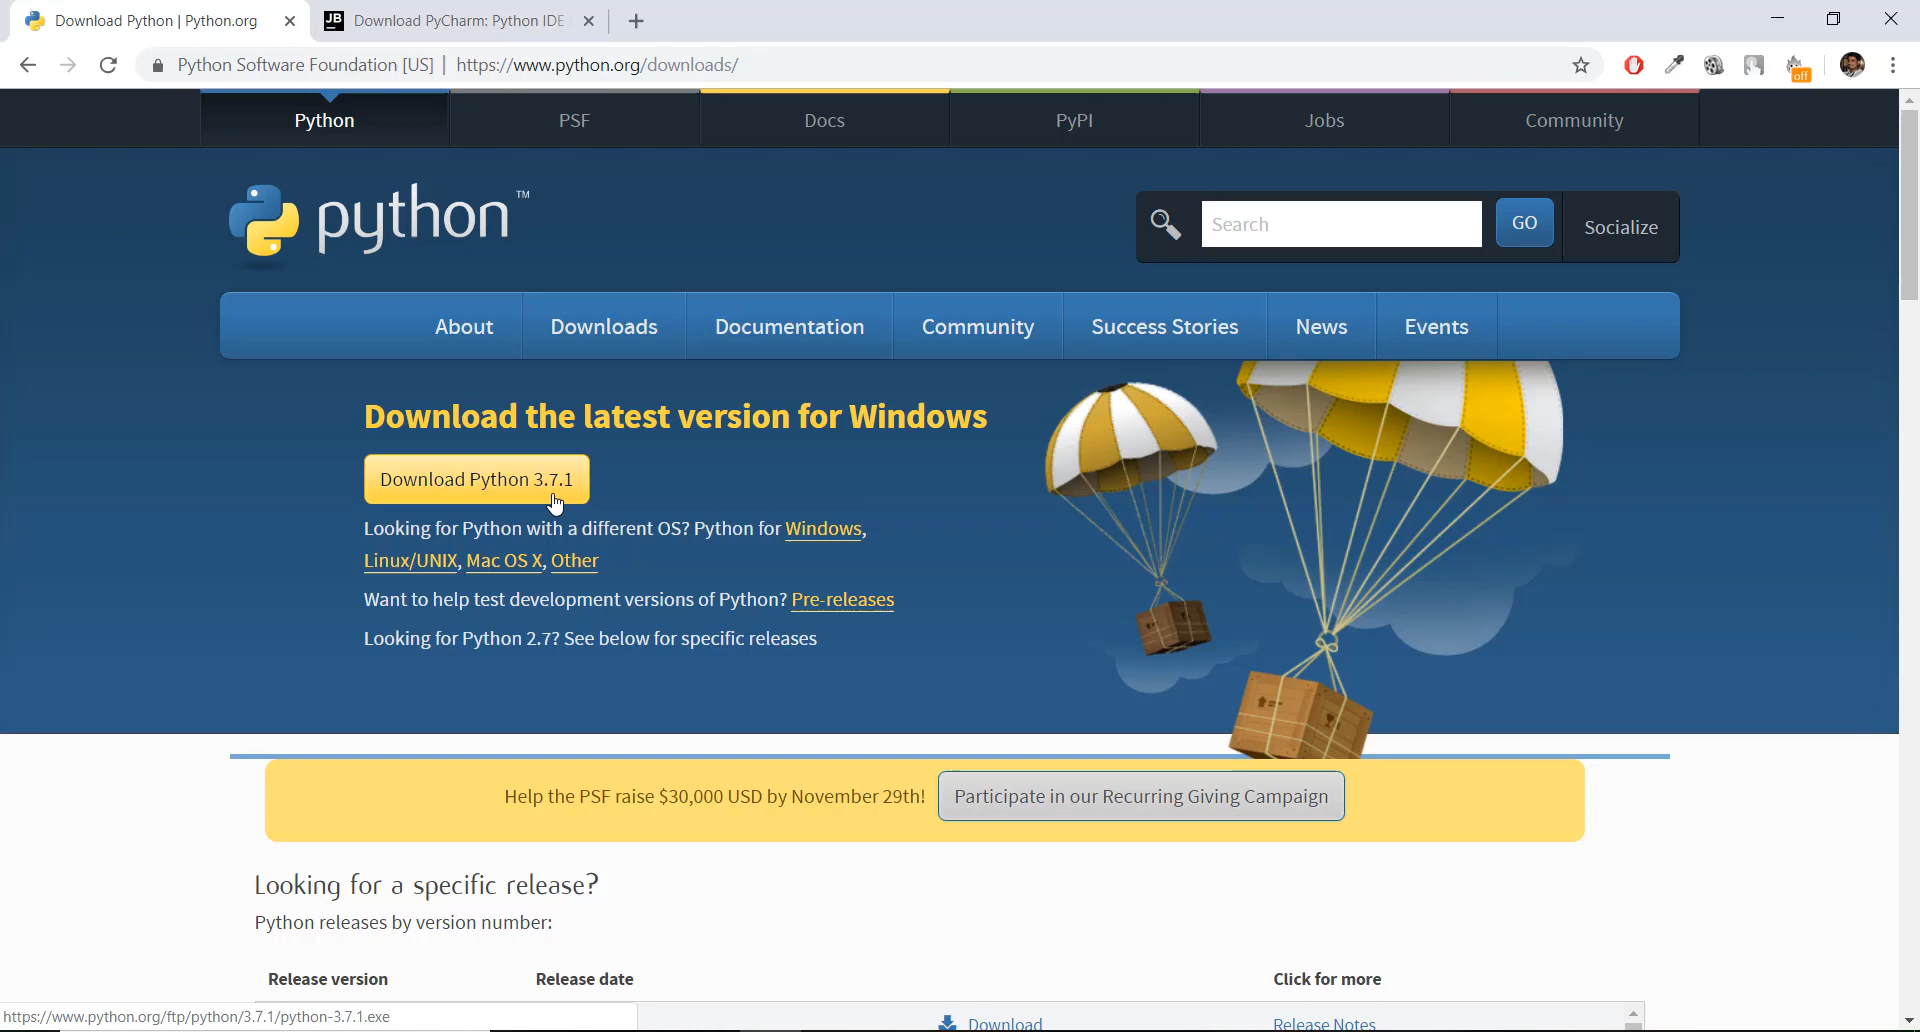 Download Python | Python.org
JB
Download PyCharm: Python IDE
Python Software Foundation [US] | https://www.python.org/downloads/
off
Python PSF Docs PyPI Jobs Community
python TM
Search
GO
Socialize
About Downloads Documentation Community Success Stories News Events
Download the latest version for Windows
Download Python 3.7.1
Looking for Python with a different OS? Python for Windows,
Linux/UNIX, Mac OS X, Other
Want to help test development versions of Python? Pre-releases
Looking for Python 2.7? See below for specific releases
Help the PSF raise $30,000 USD by November 29th!
Participate in our Recurring Giving Campaign
Looking for a specific release?
Python releases by version number:
Release version Release date Click for more
https://www.python.org/ftp/python/3.7.1/python-3.7.1.exe
Download Release Notes